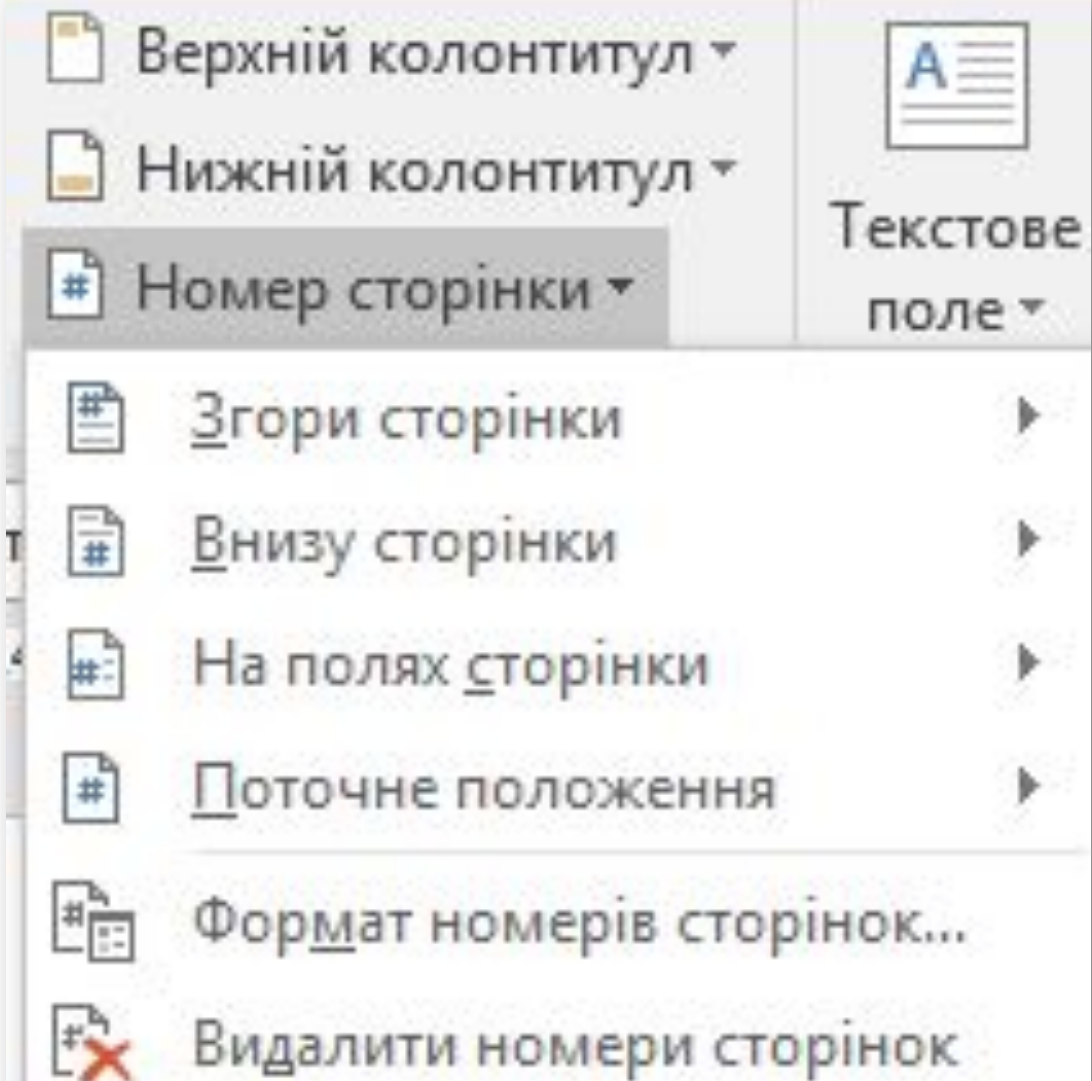 Верхній колонтитул
Нижній колонтитул
Номер сторінки
A
Текстове
поле
Згори сторінки
Внизу сторінки
На полях сторінки
Поточне положення
Формат номерів сторінок...
Видалити номери сторінок